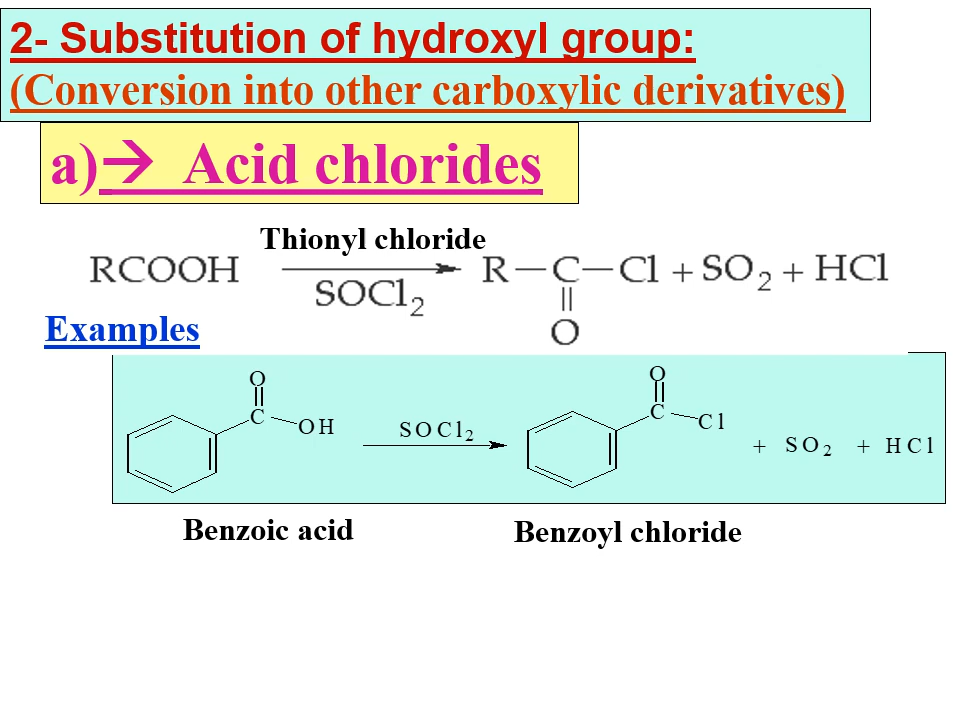 2- Substitution of hydroxyl group:
(Conversion into other carboxylic derivatives)
a)→ Acid chlorides
Thionyl chloride
RCOOH SOCl2 R—C—Cl + SO2 + HCl
O
Examples
O O
C OH SOCl2 C Cl + SO2 + HCl
Benzoic acid Benzoyl chloride